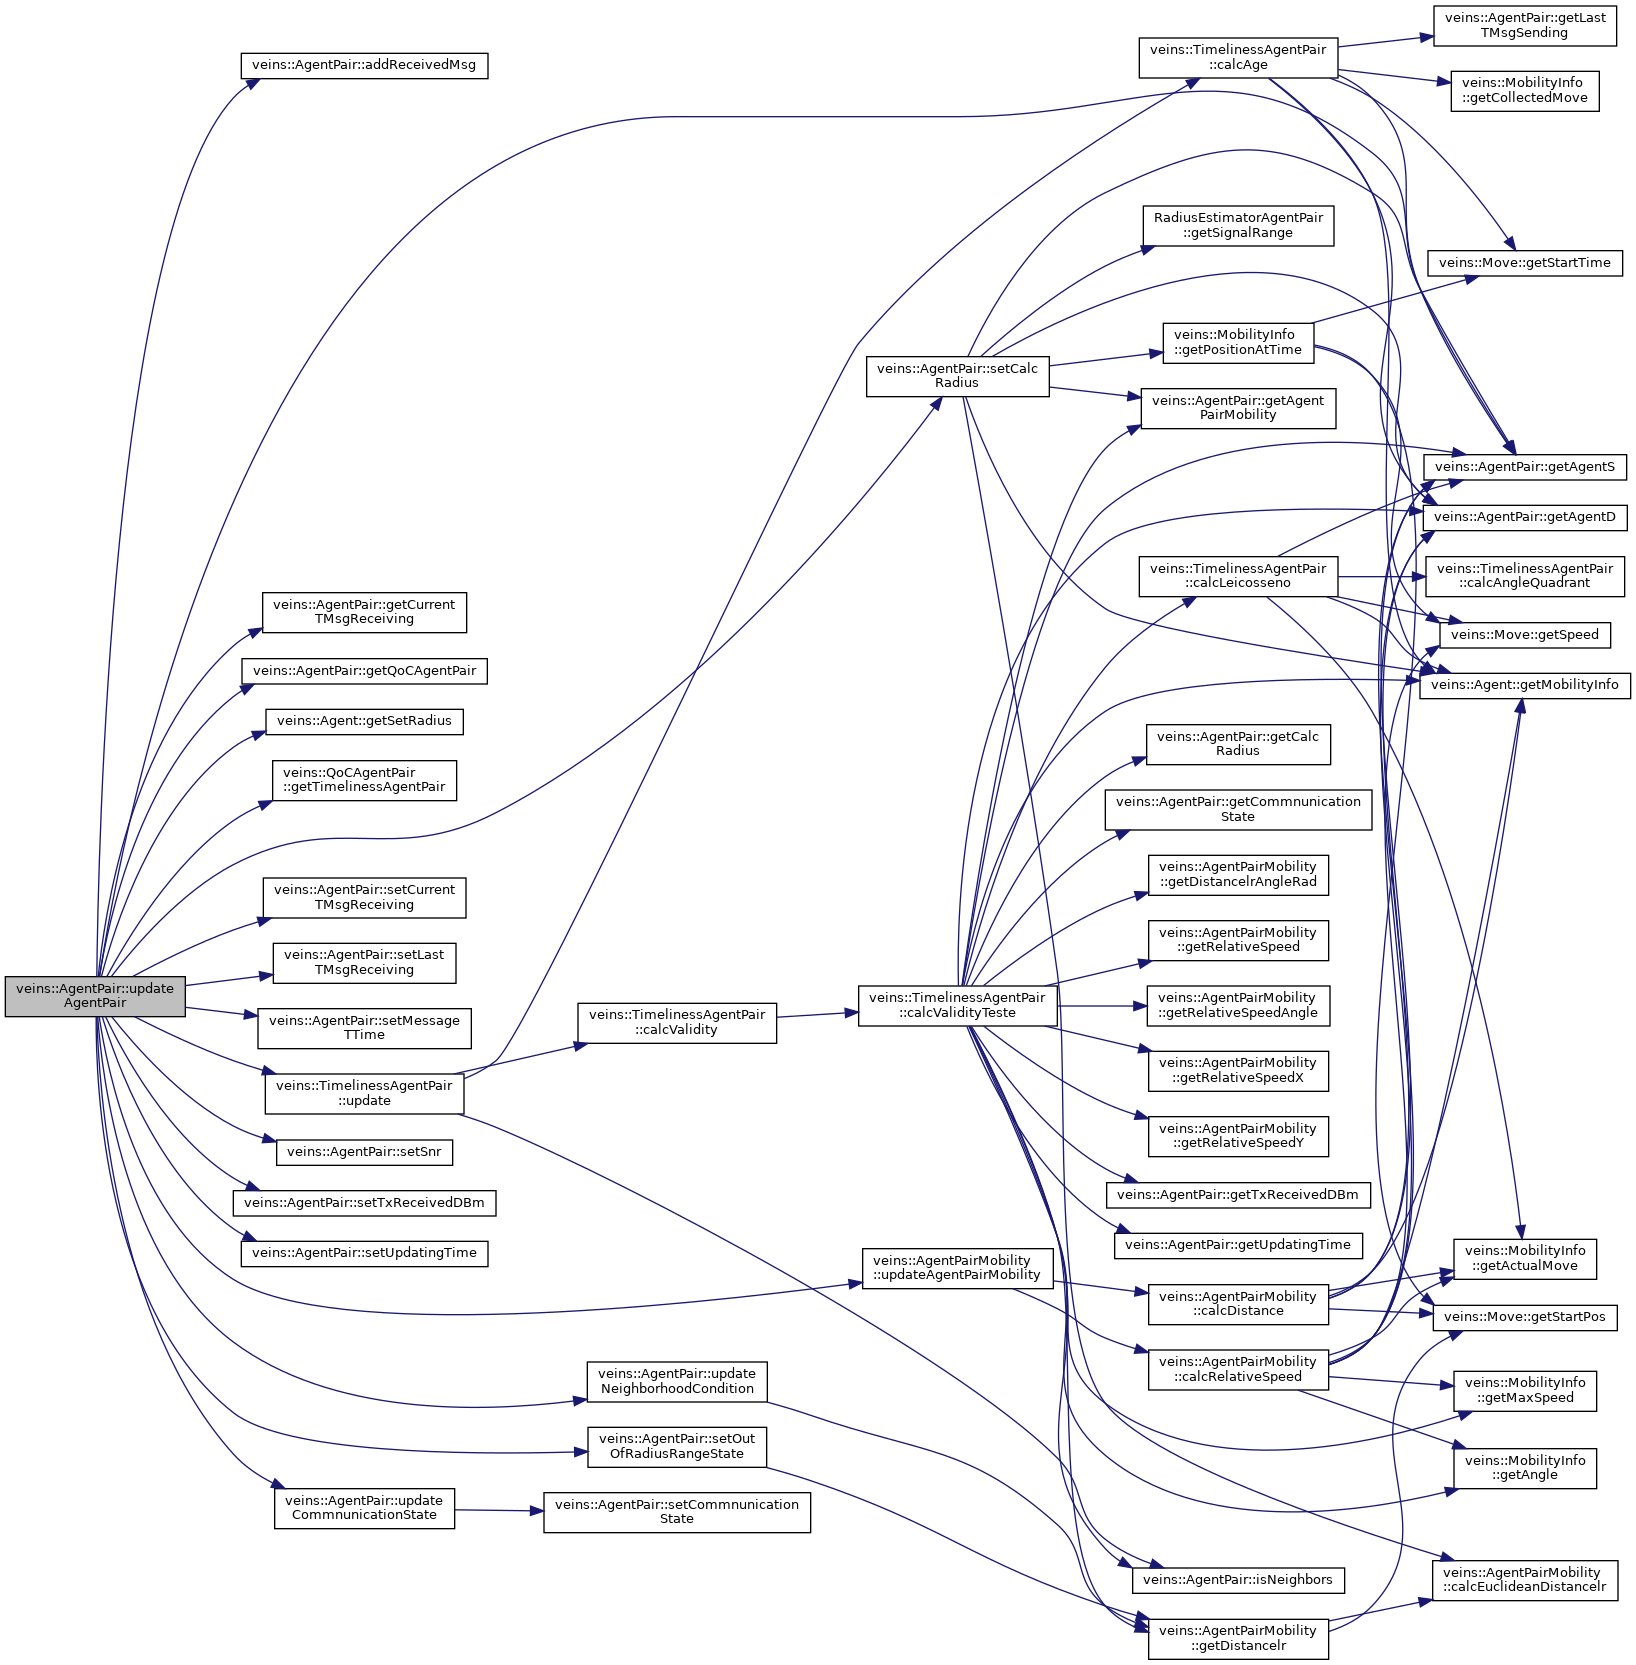 veins::AgentPair::update
AgentPair
veins::AgentPair::addReceivedMsg
veins::AgentPair::getCurrent
TMsgReceiving
veins::AgentPair::getQoCAgentPair
veins::Agent::getSetRadius
veins::QoCAgentPair
::getTimelinessAgentPair
veins::AgentPair::setCurrent
TMsgReceiving
veins::AgentPair::setLast
TMsgReceiving
veins::AgentPair::setMessage
TTime
veins::TimelinessAgentPair
::update
veins::AgentPair::setSnr
veins::AgentPair::setTxReceivedDBm
veins::AgentPair::setUpdatingTime
veins::AgentPair::update
CommnunicationState
veins::TimelinessAgentPair
::calcValidity
veins::AgentPair::update
NeighborhoodCondition
veins::AgentPair::setOut
OfRadiusRangeState
veins::AgentPair::setCommnunication
State
veins::AgentPair::setCalc
Radius
veins::TimelinessAgentPair
::calcValidityTeste
veins::AgentPairMobility
::updateAgentPairMobility
veins::TimelinessAgentPair
::calcAge
RadiusEstimatorAgentPair
::getSignalRange
veins::MobilityInfo
::getPositionAtTime
veins::AgentPair::getAgent
PairMobility
veins::TimelinessAgentPair
::calcLeicosseno
veins::AgentPair::getCalc
Radius
veins::AgentPair::getCommnunication
State
veins::AgentPairMobility
::getDistancelrAngleRad
veins::AgentPairMobility
::getRelativeSpeed
veins::AgentPairMobility
::getRelativeSpeedAngle
veins::AgentPairMobility
::getRelativeSpeedX
veins::AgentPairMobility
::getRelativeSpeedY
veins::AgentPair::getTxReceivedDBm
veins::AgentPair::getUpdatingTime
veins::AgentPairMobility
::calcDistance
veins::AgentPairMobility
::calcRelativeSpeed
veins::AgentPair::isNeighbors
veins::AgentPairMobility
::getDistancelr
veins::AgentPair::getLast
TMsgSending
veins::MobilityInfo
::getCollectedMove
veins::Move::getStartTime
veins::AgentPair::getAgentS
veins::AgentPair::getAgentD
veins::TimelinessAgentPair
::calcAngleQuadrant
veins::Move::getSpeed
veins::Agent::getMobilityInfo
veins::MobilityInfo
::getActualMove
veins::Move::getStartPos
veins::MobilityInfo
::getMaxSpeed
veins::MobilityInfo
::getAngle
veins::AgentPairMobility
::calcEuclideanDistancelr